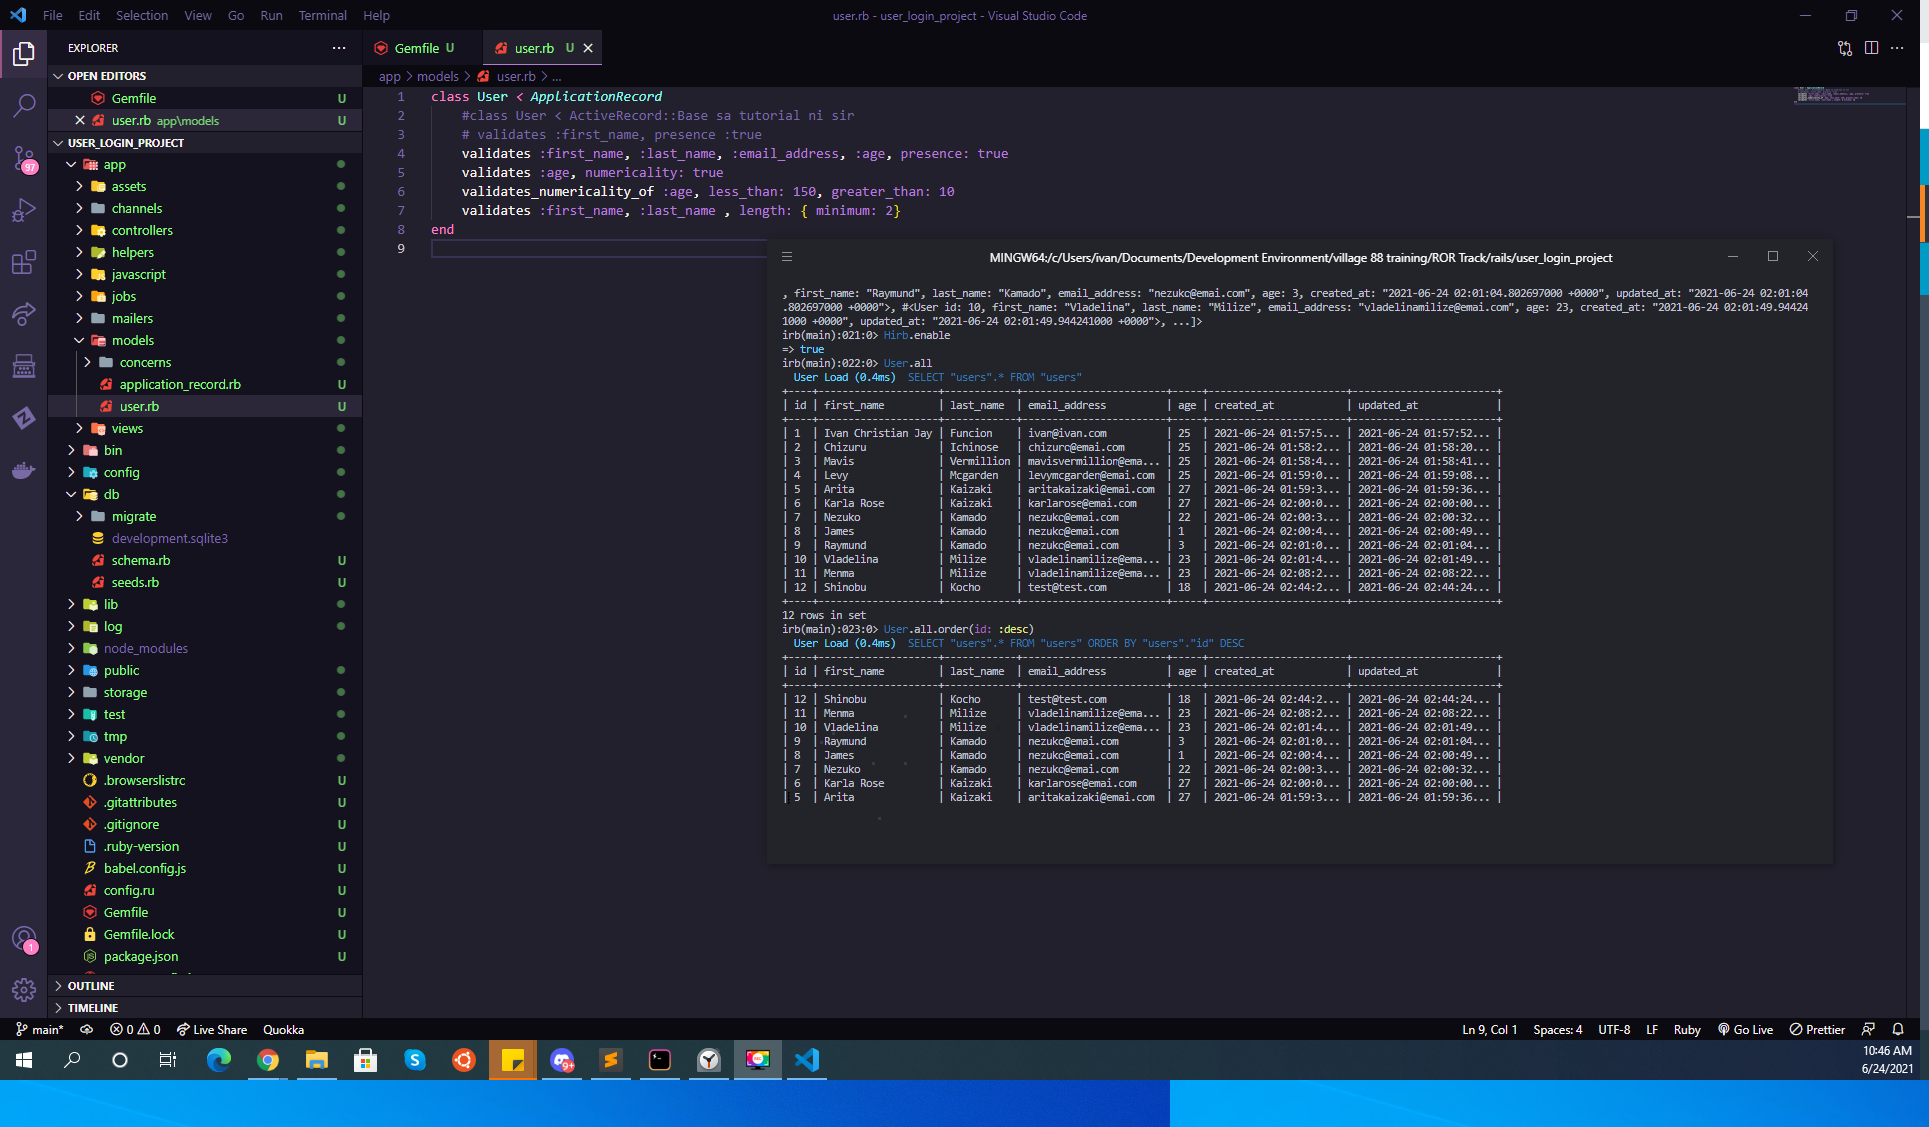 File Edit Selection View Go Run Terminal Help
user.rb - user_login_project - Visual Studio Code
EXPLORER
OPEN EDITORS
Gemfile U
user.rb app\models U
USER_LOGIN_PROJECT
app
assets
channels
controllers
helpers
javascript
jobs
mailers
models
concerns
application_record.rb U
user.rb U
views
bin
config
db
migrate
development.sqlite3
schema.rb U
seeds.rb U
lib
log
node_modules
public
storage
test
tmp
vendor
.browserslistrc U
.gitattributes U
.gitignore U
.ruby-version U
babel.config.js U
config.ru U
Gemfile U
Gemfile.lock U
package.json U
OUTLINE
TIMELINE
97
1
Gemfile U user.rb U
app > models > user.rb > ...
1 class User < ApplicationRecord
2 #class User < ActiveRecord::Base sa tutorial ni sir
3 # validates :first_name, presence :true
4 validates :first_name, :last_name, :email_address, :age, presence: true
5 validates :age, numericality: true
6 validates_numericality_of :age, less_than: 150, greater_than: 10
7 validates :first_name, :last_name , length: { minimum: 2}
8 end
9
MINGW64:/c/Users/ivan/Documents/Development Environment/village 88 training/ROR Track/rails/user_login_project
, first_name: "Raymund", last_name: "Kamado", email_address: "nezuko@emai.com", age: 3, created_at: "2021-06-24 02:01:04.802697000 +0000", updated_at: "2021-06-24 02:01:04
.802697000 +0000">, #<User id: 10, first_name: "Vladelina", last_name: "Milize", email_address: "vladelinamilize@emai.com", age: 23, created_at: "2021-06-24 02:01:49.94424
1000 +0000", updated_at: "2021-06-24 02:01:49.944241000 +0000">, ...]>
irb(main):021:0> Hirb.enable
=> true
irb(main):022:0> User.all
User Load (0.4ms) SELECT "users".* FROM "users"
| id | first_name | last_name | email_address | age | created_at | updated_at |
| 1 | Ivan Christian Jay | Funcion | ivan@ivan.com | 25 | 2021-06-24 01:57:5... | 2021-06-24 01:57:52... |
| 2 | Chizuru | Ichinose | chizuro@emai.com | 25 | 2021-06-24 01:58:2... | 2021-06-24 01:58:20... |
| 3 | Mavis | Vermillion | mavisvermillion@ema... | 25 | 2021-06-24 01:58:4... | 2021-06-24 01:58:41... |
| 4 | Levy | Mcgarden | levymcgarden@emai.com | 25 | 2021-06-24 01:59:0... | 2021-06-24 01:59:08... |
| 5 | Arita | Kaizaki | aritakaizaki@emai.com | 27 | 2021-06-24 01:59:3... | 2021-06-24 01:59:36... |
| 6 | Karla Rose | Kaizaki | karlarose@emai.com | 27 | 2021-06-24 02:00:0... | 2021-06-24 02:00:00... |
| 7 | Nezuko | Kamado | nezuko@emai.com | 22 | 2021-06-24 02:00:3... | 2021-06-24 02:00:32... |
| 8 | James | Kamado | nezuko@emai.com | 1 | 2021-06-24 02:00:4... | 2021-06-24 02:00:49... |
| 9 | Raymund | Kamado | nezuko@emai.com | 3 | 2021-06-24 02:01:0... | 2021-06-24 02:01:04... |
| 10 | Vladelina | Milize | vladelinamilize@ema... | 23 | 2021-06-24 02:01:4... | 2021-06-24 02:01:49... |
| 11 | Menma | Milize | vladelinamilize@ema... | 23 | 2021-06-24 02:08:2... | 2021-06-24 02:08:22... |
| 12 | Shinobu | Kocho | test@test.com | 18 | 2021-06-24 02:44:2... | 2021-06-24 02:44:24... |
12 rows in set
irb(main):023:0> User.all.order(id: :desc)
User Load (0.4ms) SELECT "users".* FROM "users" ORDER BY "users"."id" DESC
| id | first_name | last_name | email_address | age | created_at | updated_at |
| 12 | Shinobu | Kocho | test@test.com | 18 | 2021-06-24 02:44:2... | 2021-06-24 02:44:24... |
| 11 | Menma | Milize | vladelinamilize@ema... | 23 | 2021-06-24 02:08:2... | 2021-06-24 02:08:22... |
| 10 | Vladelina | Milize | vladelinamilize@ema... | 23 | 2021-06-24 02:01:4... | 2021-06-24 02:01:49... |
| 9 | Raymund | Kamado | nezuko@emai.com | 3 | 2021-06-24 02:01:0... | 2021-06-24 02:01:04... |
| 8 | James | Kamado | nezuko@emai.com | 1 | 2021-06-24 02:00:4... | 2021-06-24 02:00:49... |
| 7 | Nezuko | Kamado | nezuko@emai.com | 22 | 2021-06-24 02:00:3... | 2021-06-24 02:00:32... |
| 6 | Karla Rose | Kaizaki | karlarose@emai.com | 27 | 2021-06-24 02:00:0... | 2021-06-24 02:00:00... |
| 5 | Arita | Kaizaki | aritakaizaki@emai.com | 27 | 2021-06-24 01:59:3... | 2021-06-24 01:59:36... |
main* 0 0 Live Share Quokka
Ln 9, Col 1 Spaces: 4 UTF-8 LF Ruby Go Live Prettier
9+
10:46 AM
6/24/2021